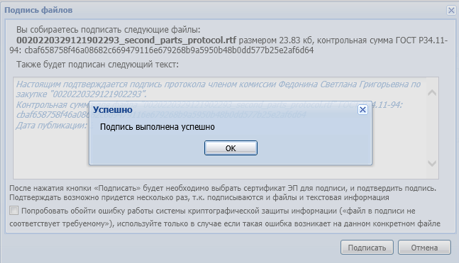 Подпись файлов
Вы собираетесь подписать следующие файлы:
0020220329121902293_second_parts_protocol.rtf размером 23.83 кб, контрольная сумма ГОСТ Р34.11-
94: cbaf658758f46a08682c669479116e679268b9a5950b48b0dd577b25e2af6d64
Также будет подписан следующий текст:
Настоящим подтверждается подпись протокола членом комиссии Федонина Светлана Григорьевна по
закупке "0020220329121902293".
Контрольная сумм 34.11-94:
cbaf658758f46a08
Дата публикации:
Успешно
Подпись выполнена успешно
OK
После нажатия кнопки «Подписать» будет необходимо выбрать сертификат ЭП для подписи, и подтвердить подпись.
Подтверждать возможно придется несколько раз, т.к. подписываются и файлы и текстовая информация
Попробовать обойти ошибку работы системы криптографической защиты информации («файл в подписи не
соответствует требуемому»), используйте только в случае если такая ошибка возникает на данном конкретном файле
Подписать
Отмена